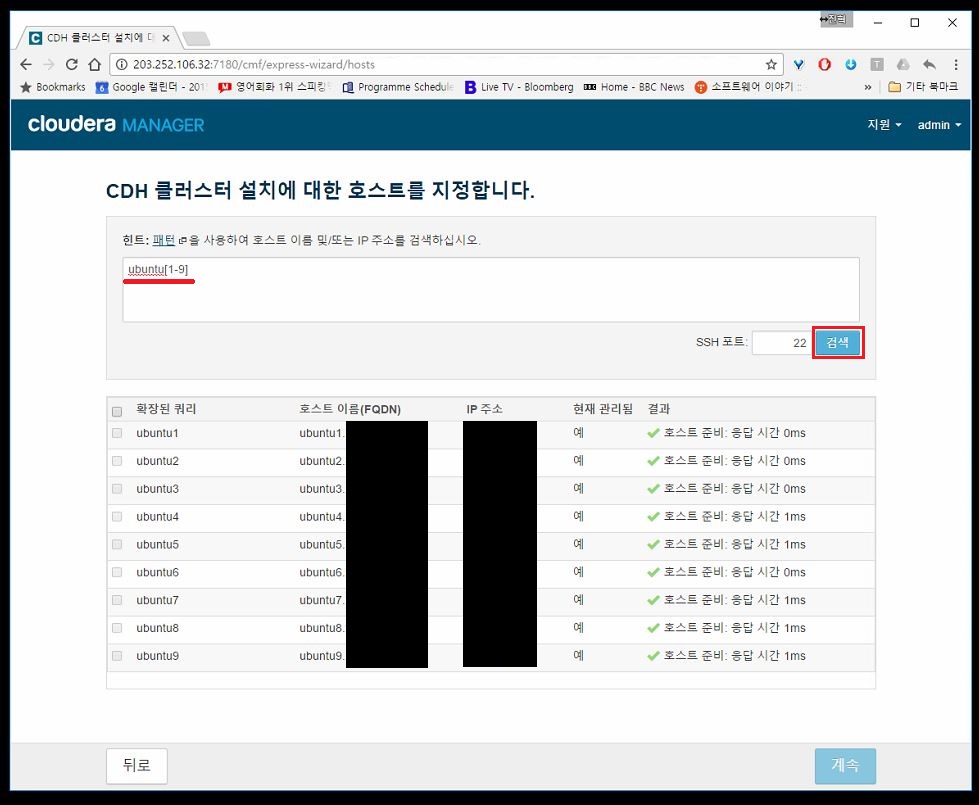 전희
CDH 클러스터 설치에 대
203.252.106.32:7180/cmf/express-wizard/hosts
Bookmarks Google 캘린더 - 201 영어회화 1위 스피킹 Programme Schedule Live TV - Bloomberg Home - BBC News 소프트웨어 이야기 :: » 기타 북마크
cloudera MANAGER 지원 admin
CDH 클러스터 설치에 대한 호스트를 지정합니다.
힌트: 패턴 을 사용하여 호스트 이름 및/또는 IP 주소를 검색하십시오.
ubuntu[1-9]
SSH 포트: 22 검색
확장된 쿼리 호스트 이름(FQDN) IP 주소 현재 관리됨 결과
ubuntu1 ubuntu1. 예 호스트 준비: 응답 시간 0ms
ubuntu2 ubuntu2. 예 호스트 준비: 응답 시간 0ms
ubuntu3 ubuntu3. 예 호스트 준비: 응답 시간 0ms
ubuntu4 ubuntu4. 예 호스트 준비: 응답 시간 1ms
ubuntu5 ubuntu5. 예 호스트 준비: 응답 시간 1ms
ubuntu6 ubuntu6. 예 호스트 준비: 응답 시간 0ms
ubuntu7 ubuntu7. 예 호스트 준비: 응답 시간 1ms
ubuntu8 ubuntu8. 예 호스트 준비: 응답 시간 1ms
ubuntu9 ubuntu9. 예 호스트 준비: 응답 시간 1ms
뒤로 계속